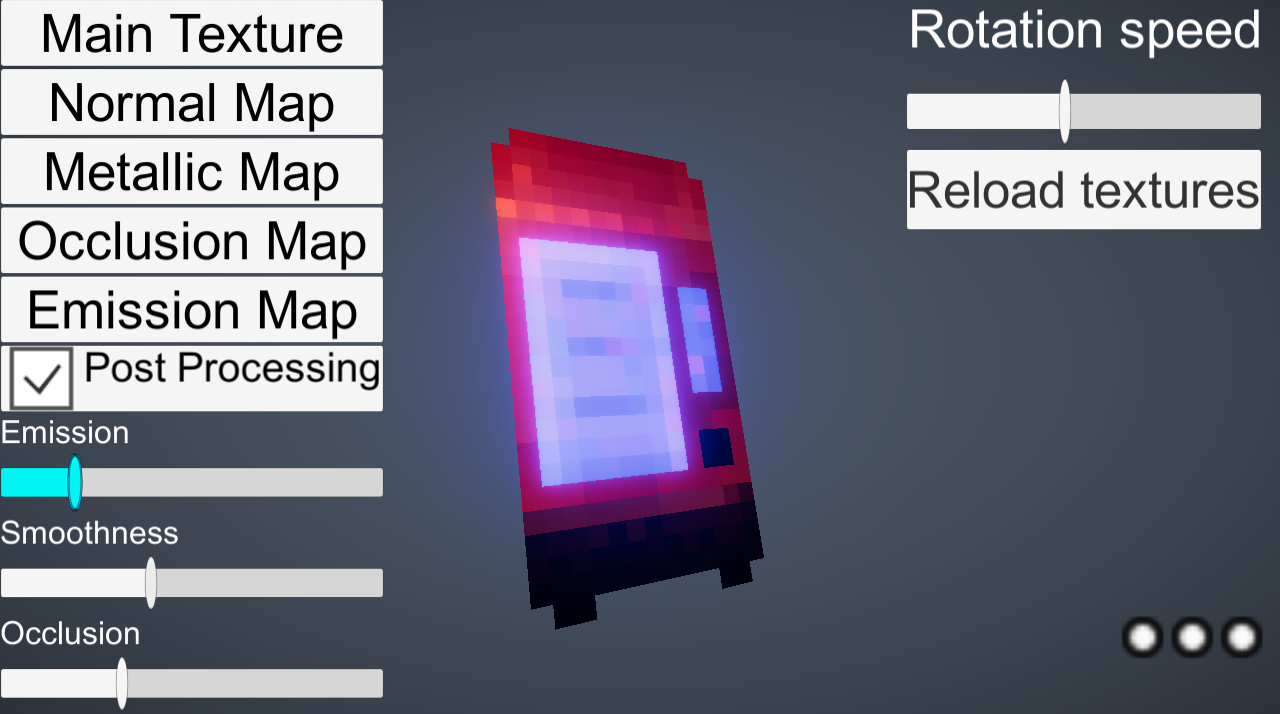 Main Texture
Normal Map
Metallic Map
Occlusion Map
Emission Map
Post Processing
Emission
Smoothness
Occlusion
Rotation speed
Reload textures